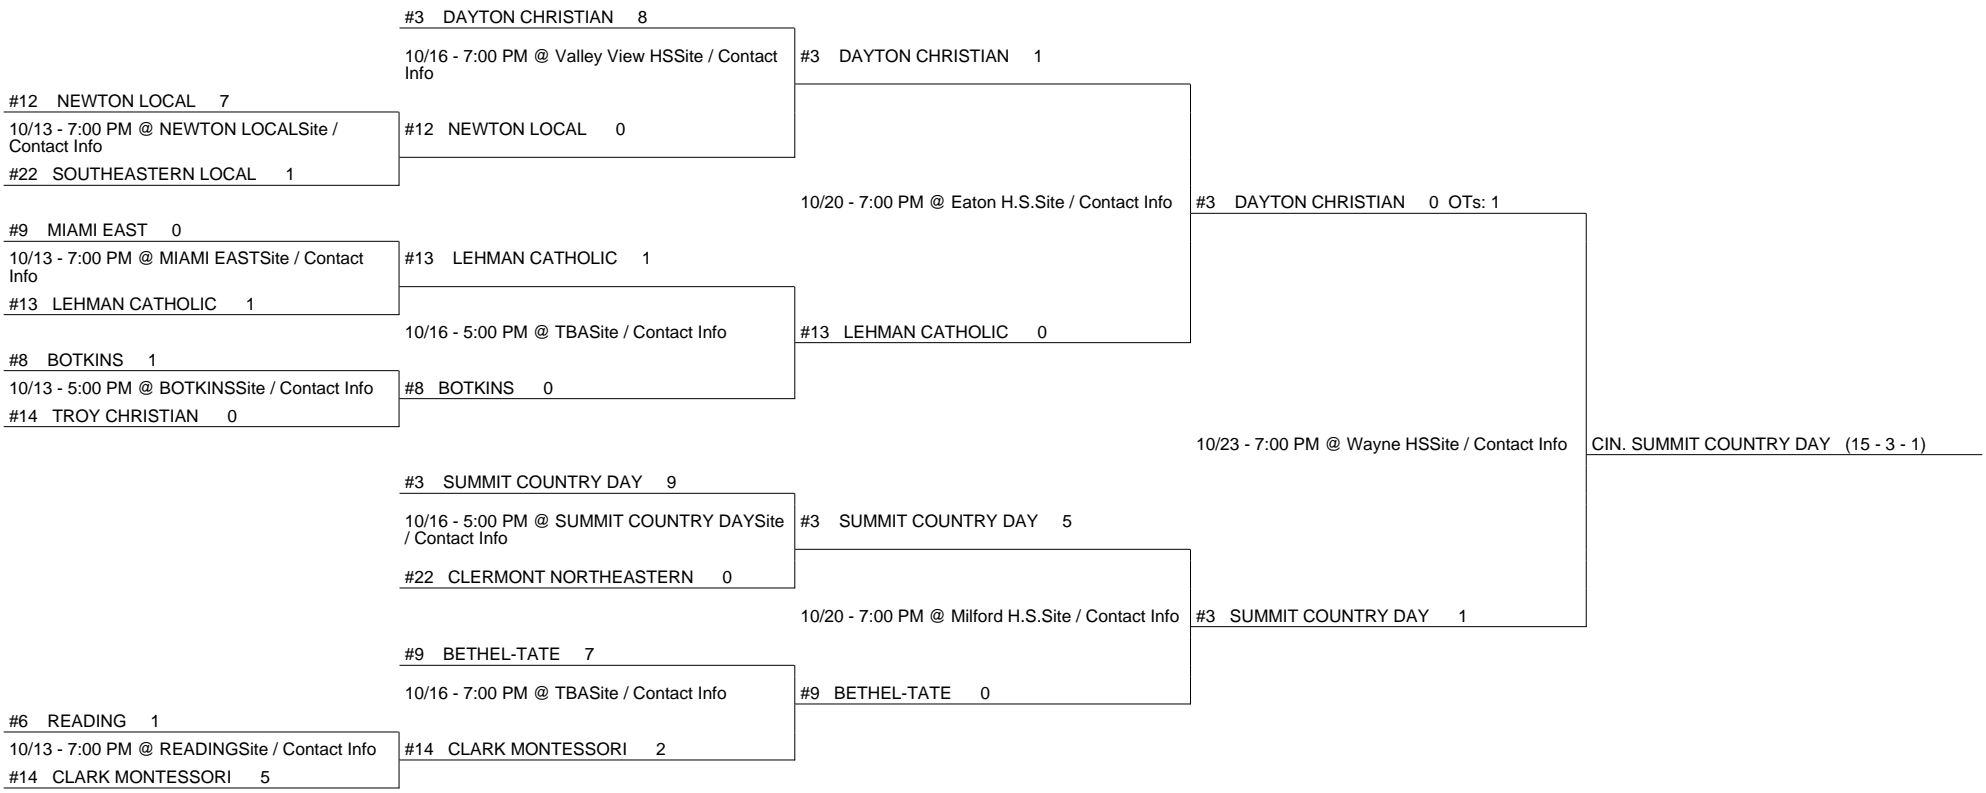 #3 DAYTON CHRISTIAN 8
10/16 - 7:00 PM @ Valley View HSSite / Contact
Info
#3 DAYTON CHRISTIAN 1
#12 NEWTON LOCAL 7
10/13 - 7:00 PM @ NEWTON LOCALSite /
Contact Info
#12 NEWTON LOCAL 0
#22 SOUTHEASTERN LOCAL 1
10/20 - 7:00 PM @ Eaton H.S.Site / Contact Info
#3 DAYTON CHRISTIAN 0 OTs: 1
#9 MIAMI EAST 0
10/13 - 7:00 PM @ MIAMI EASTSite / Contact
Info
#13 LEHMAN CATHOLIC 1
#13 LEHMAN CATHOLIC 1
10/16 - 5:00 PM @ TBASite / Contact Info
#13 LEHMAN CATHOLIC 0
#8 BOTKINS 1
10/13 - 5:00 PM @ BOTKINSSite / Contact Info
#8 BOTKINS 0
#14 TROY CHRISTIAN 0
10/23 - 7:00 PM @ Wayne HSSite / Contact Info
CIN. SUMMIT COUNTRY DAY (15 - 3 - 1)
#3 SUMMIT COUNTRY DAY 9
10/16 - 5:00 PM @ SUMMIT COUNTRY DAYSite
/ Contact Info
#3 SUMMIT COUNTRY DAY 5
#22 CLERMONT NORTHEASTERN 0
10/20 - 7:00 PM @ Milford H.S.Site / Contact Info
#3 SUMMIT COUNTRY DAY 1
#9 BETHEL-TATE 7
10/16 - 7:00 PM @ TBASite / Contact Info
#9 BETHEL-TATE 0
#6 READING 1
10/13 - 7:00 PM @ READINGSite / Contact Info
#14 CLARK MONTESSORI 2
#14 CLARK MONTESSORI 5